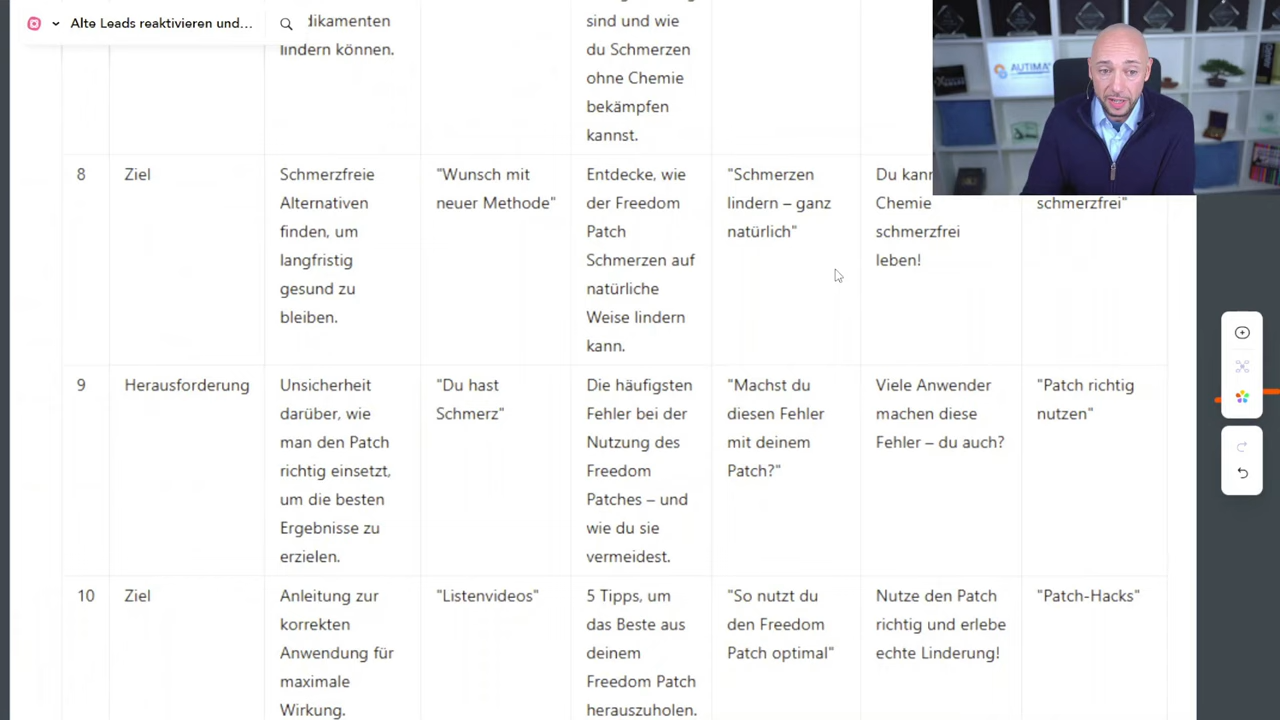 Alte Leads reaktivieren und...
dikamenten
lindern können.
sind und wie
du Schmerzen
ohne Chemie
bekämpfen
kannst.
AUTIMA
8
Ziel
Schmerzfreie
Alternativen
finden, um
langfristig
gesund zu
bleiben.
"Wunsch mit
neuer Methode"
Entdecke, wie
der Freedom
Patch
Schmerzen auf
natürliche
Weise lindern
kann.
"Schmerzen
lindern – ganz
natürlich"
Du kann
Chemie
schmerzfrei
leben!
schmerzfrei"
9
Herausforderung
Unsicherheit
darüber, wie
man den Patch
richtig einsetzt,
um die besten
Ergebnisse zu
erzielen.
"Du hast
Schmerz"
Die häufigsten
Fehler bei der
Nutzung des
Freedom
Patches – und
wie du sie
vermeidest.
"Machst du
diesen Fehler
mit deinem
Patch?"
Viele Anwender
machen diese
Fehler – du auch?
"Patch richtig
nutzen"
10
Ziel
Anleitung zur
korrekten
Anwendung für
maximale
Wirkung.
"Listenvideos"
5 Tipps, um
das Beste aus
deinem
Freedom Patch
herauszuholen.
"So nutzt du
den Freedom
Patch optimal"
Nutze den Patch
richtig und erlebe
echte Linderung!
"Patch-Hacks"